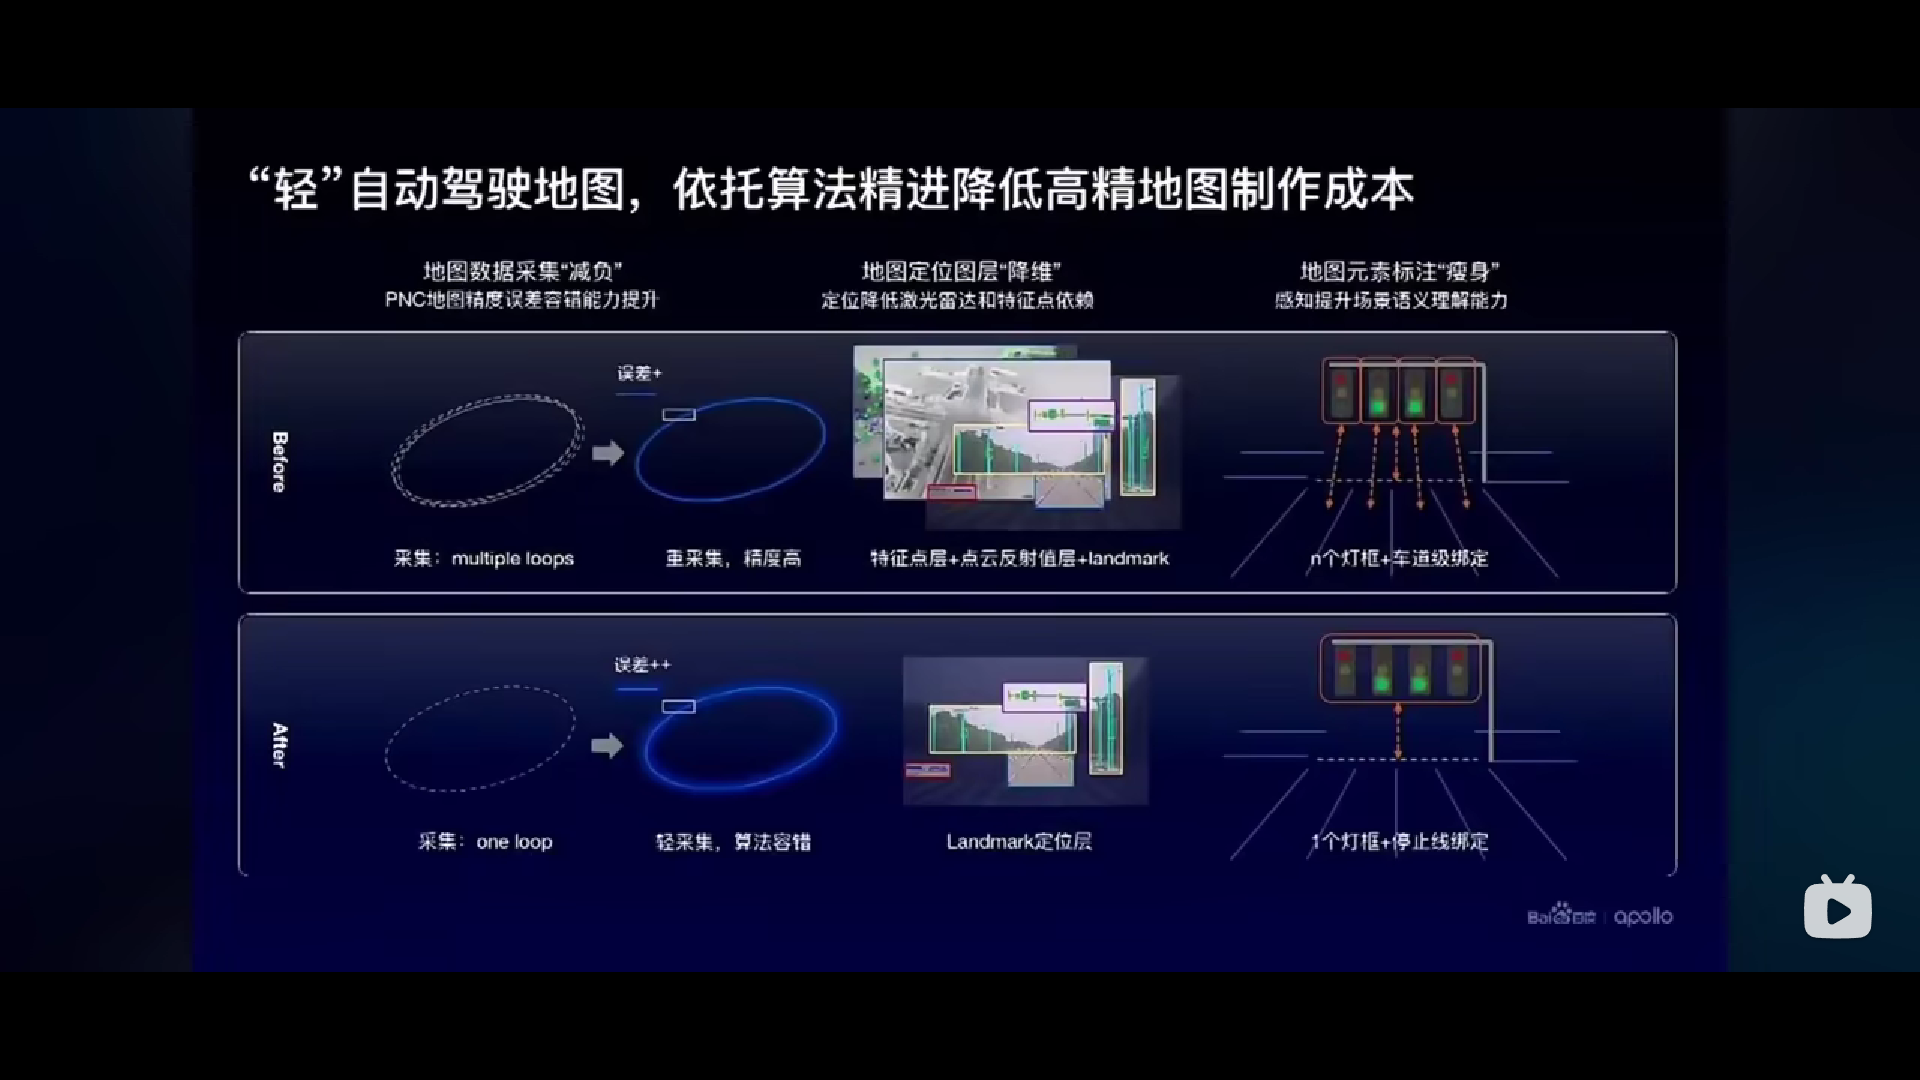 “轻”自动驾驶地图，依托算法精进降低高精地图制作成本
地图数据采集“减负”
PNC地图精度误差容错能力提升
地图定位图层“降维”
定位降低激光雷达和特征点依赖
地图元素标注“瘦身”
感知提升场景语义理解能力
Before
误差+
采集：multiple loops
重采集，精度高
特征点层+点云反射值层+landmark
n个灯框+车道级绑定
After
误差++
采集：one loop
轻采集，算法容错
Landmark定位层
1个灯框+停止线绑定
Bai百度 | apollo